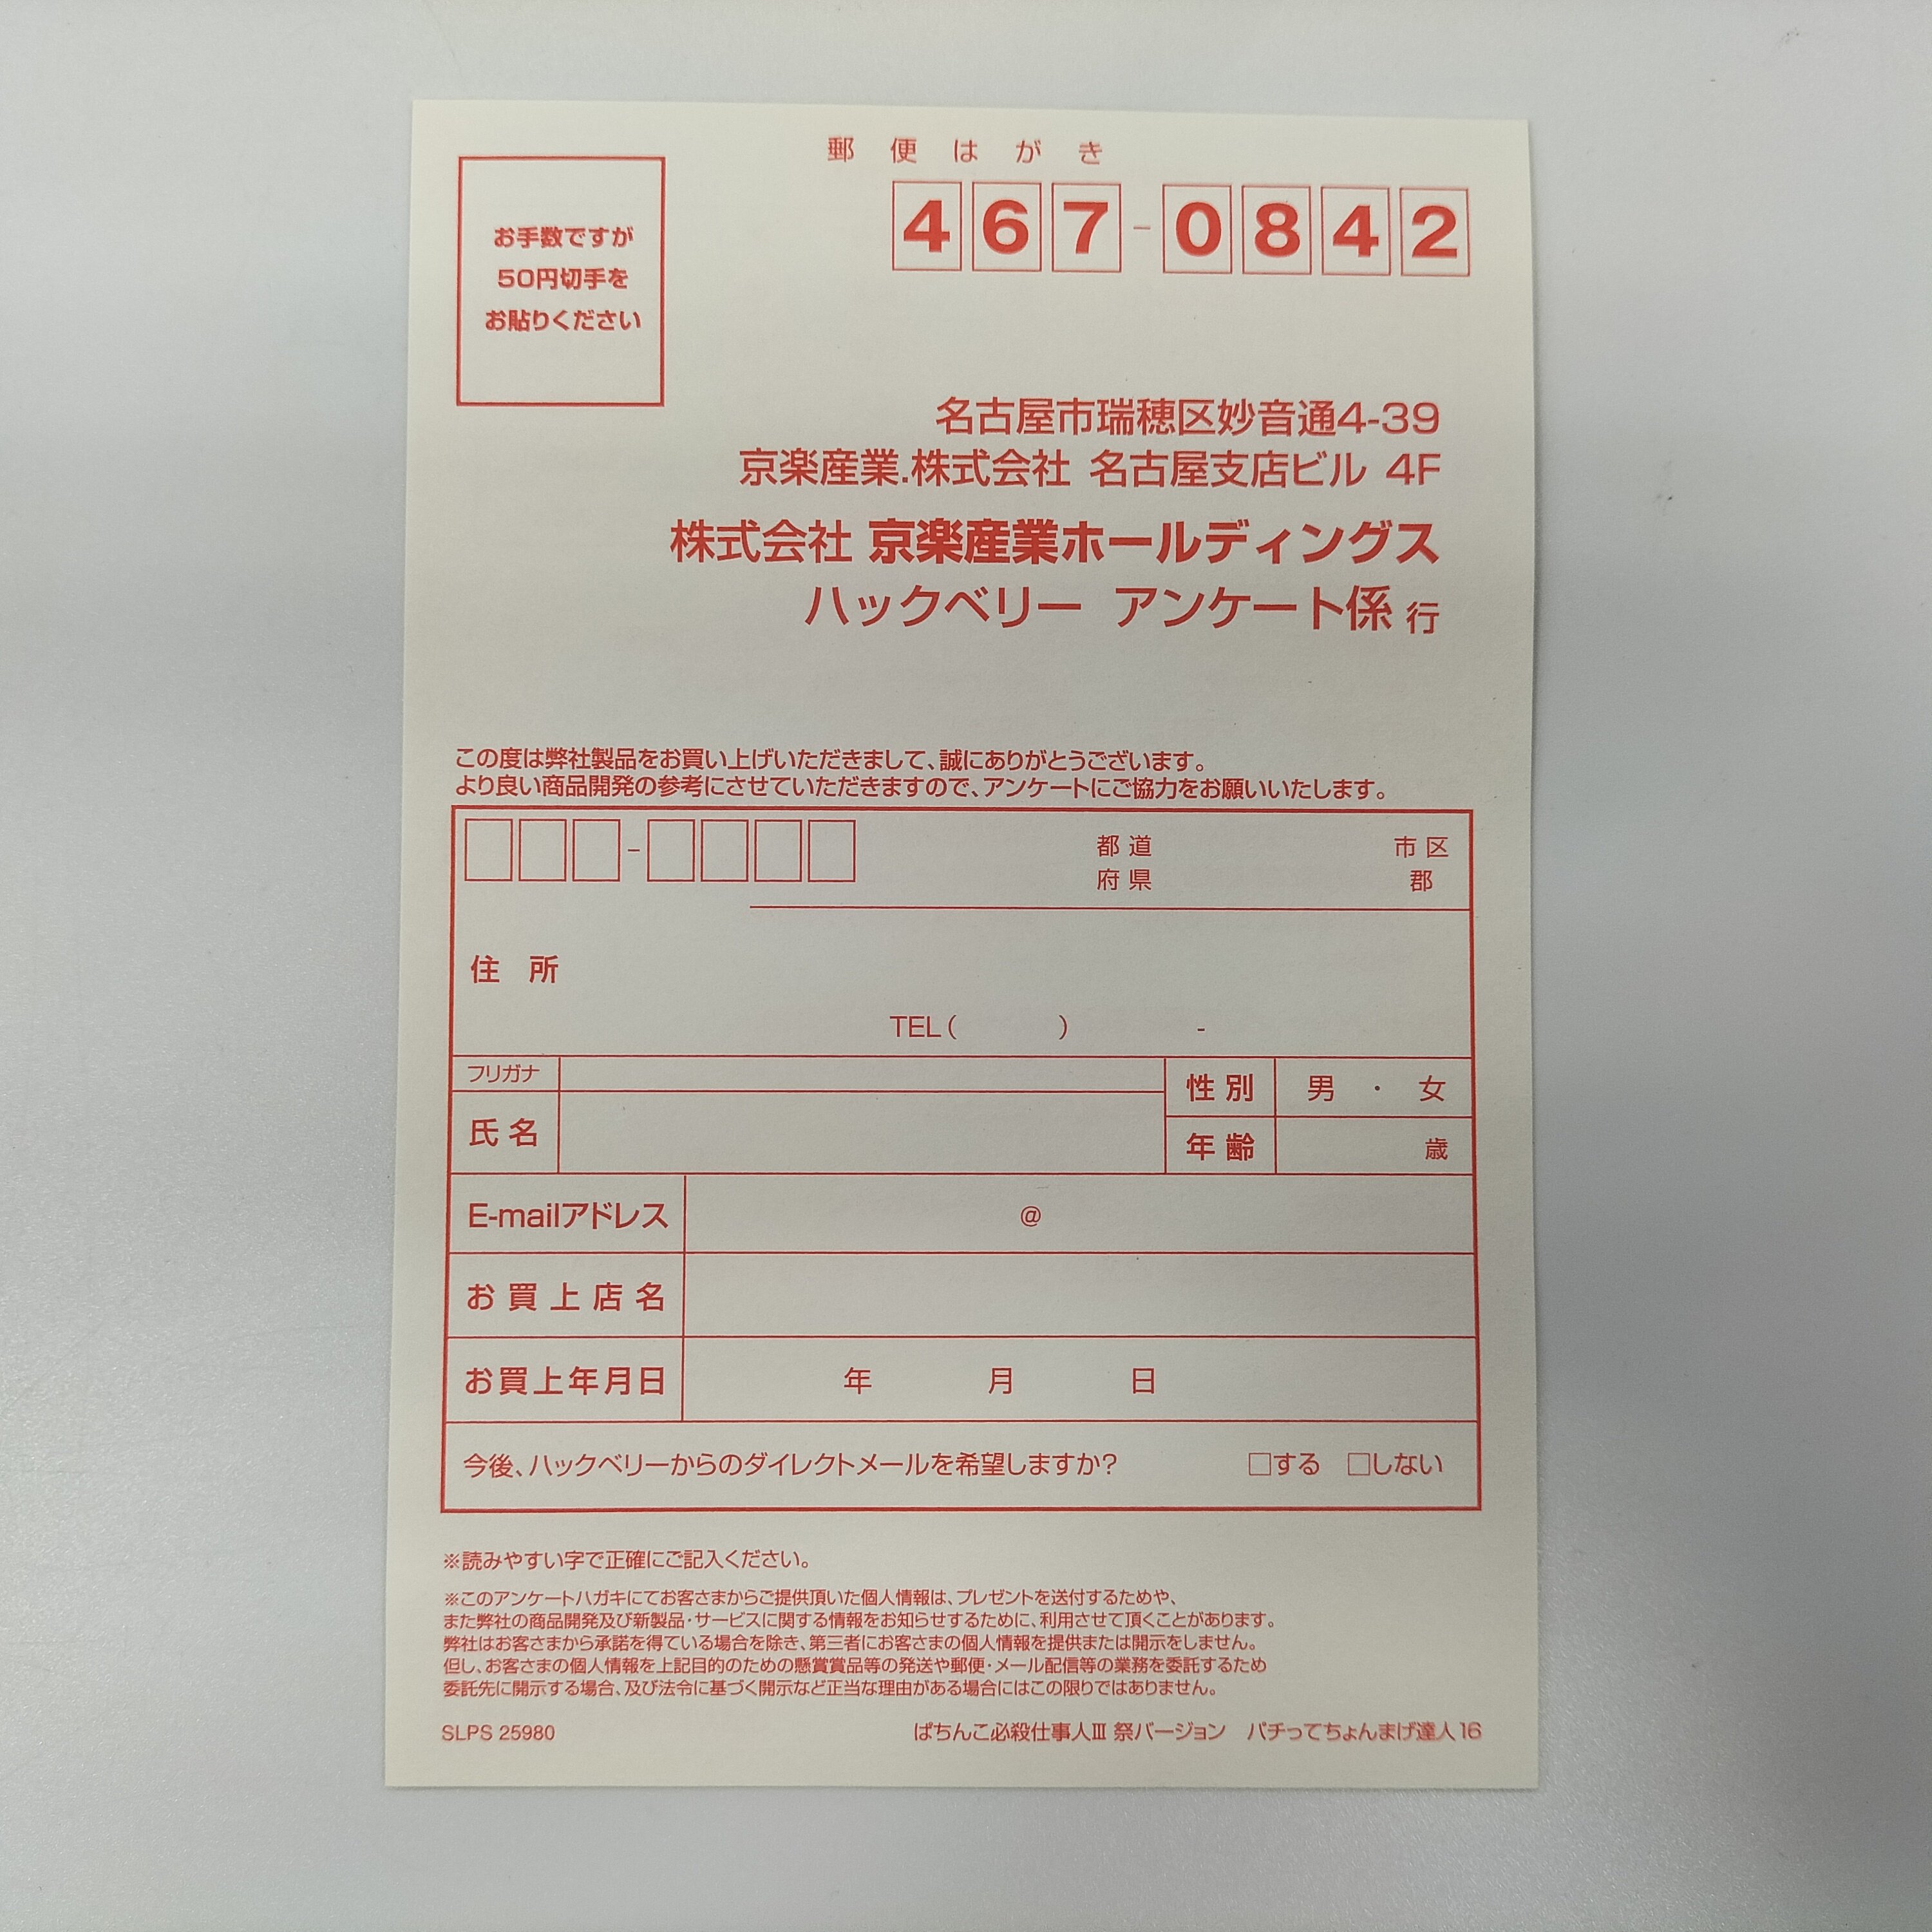 郵便はがき
お手数ですが
50円切手を
お貼りください
467-0842
名古屋市瑞穂区妙音通4-39
京楽産業.株式会社 名古屋支店ビル 4F
株式会社 京楽産業ホールディングス
ハックベリー アンケート係 行
この度は弊社製品をお買い上げいただきまして、誠にありがとうございます。
より良い商品開発の参考にさせていただきますので、アンケートにご協力をお願いいたします。
- 都道府県 市区郡
住所
TEL( ) -
フリガナ
氏名
性別 男・女
年齢 歳
E-mailアドレス @
お買上店名
お買上年月日 年 月 日
今後、ハックベリーからのダイレクトメールを希望しますか? □する □しない
※読みやすい字で正確にご記入ください。
※このアンケートハガキにてお客さまからご提供頂いた個人情報は、プレゼントを送付するためや、
また弊社の商品開発及び新製品・サービスに関する情報をお知らせするために、利用させて頂くことがあります。
弊社はお客さまから承諾を得ている場合を除き、第三者にお客さまの個人情報を提供または開示をしません。
但し、お客さまの個人情報を上記目的のための懸賞賞品等の発送や郵便・メール配信等の業務を委託するため
委託先に開示する場合、及び法令に基づく開示など正当な理由がある場合にはこの限りではありません。
SLPS 25980 ぱちんこ必殺仕事人Ⅲ 祭バージョン パチってちょんまげ達人16